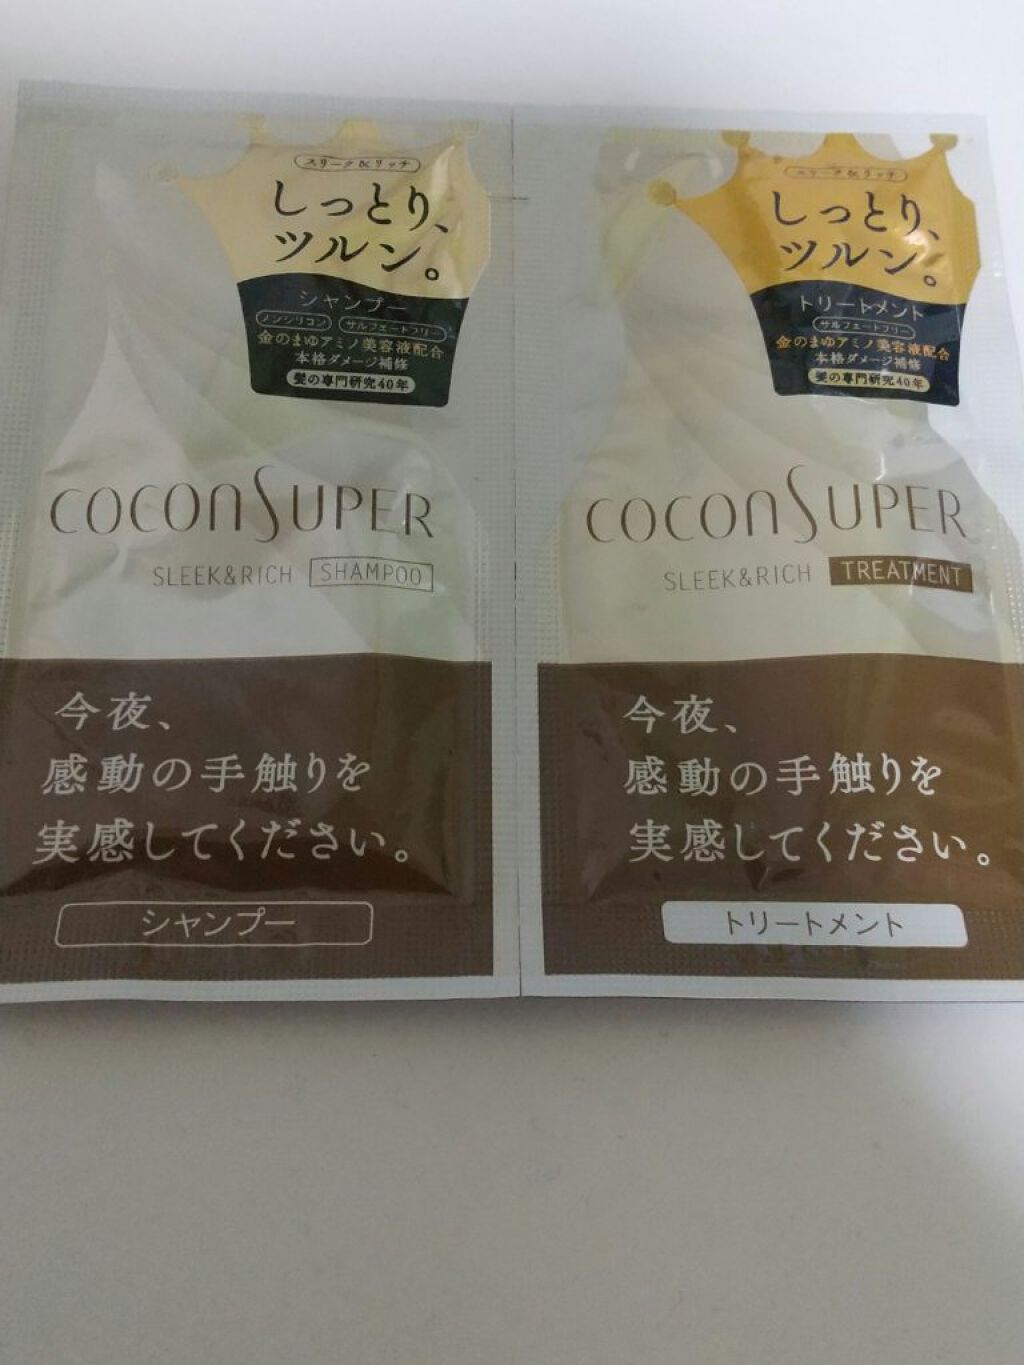 スリーク&リッチ
しっとり、
ツルン。
シャンプー
ノンシリコン サルフェートフリー
金のまゆアミノ美容液配合
本格ダメージ補修
髪の専門研究40年
COCONSUPER
SLEEK&RICH SHAMPOO
今夜、
感動の手触りを
実感してください。
シャンプー
スリーク&リッチ
しっとり、
ツルン。
トリートメント
サルフェートフリー
金のまゆアミノ美容液配合
本格ダメージ補修
髪の専門研究40年
COCONSUPER
SLEEK&RICH TREATMENT
今夜、
感動の手触りを
実感してください。
トリートメント